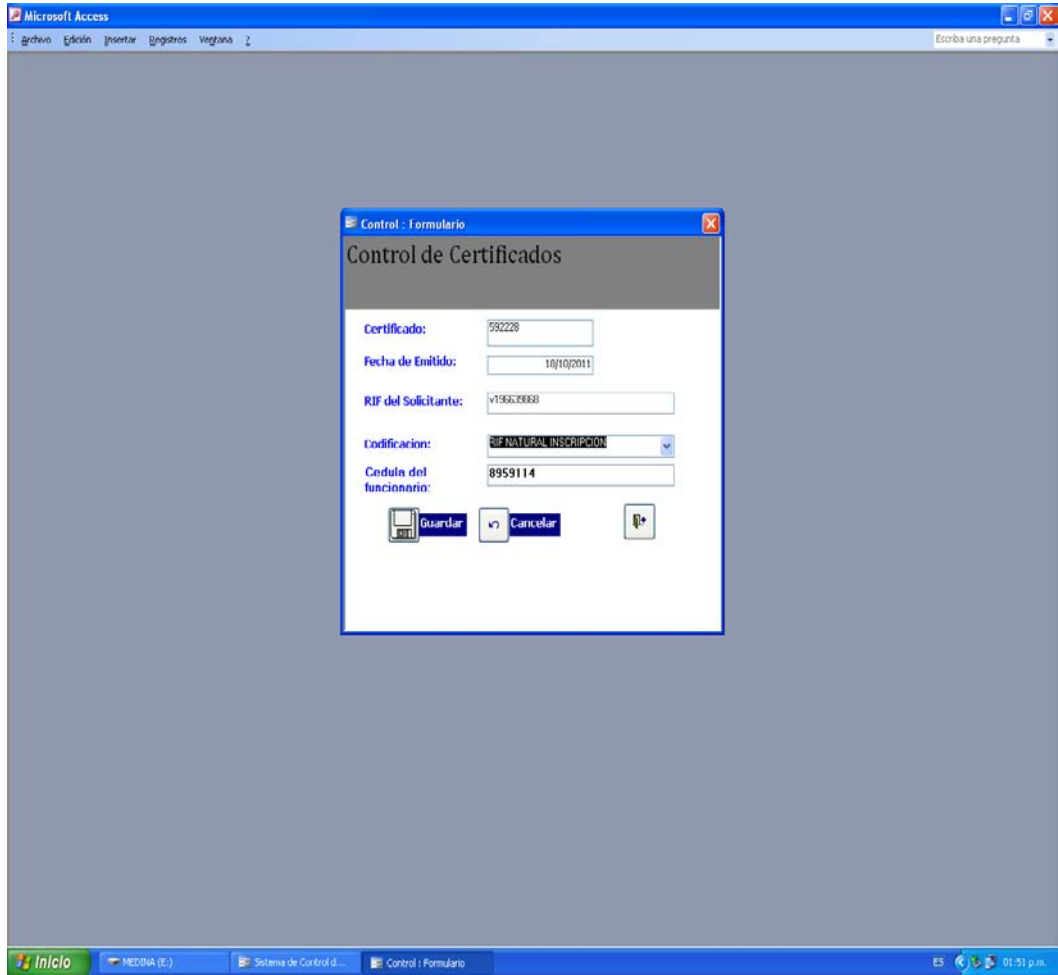 Microsoft Access
Archivo Edición Insertar Registros Ventana ?
Escriba una pregunta
Control : Formulario
Control de Certificados
Certificado: 592228
Fecha de Emitido: 10/10/2011
RIF del Solicitante: v196639868
Codificacion: RIF NATURAL INSCRIPCION
Cedula del funcionario: 8959114
Guardar Cancelar
Inicio MEDINA (E:) Sistema de Control d... Control : Formulario ES 01:51 p.m.